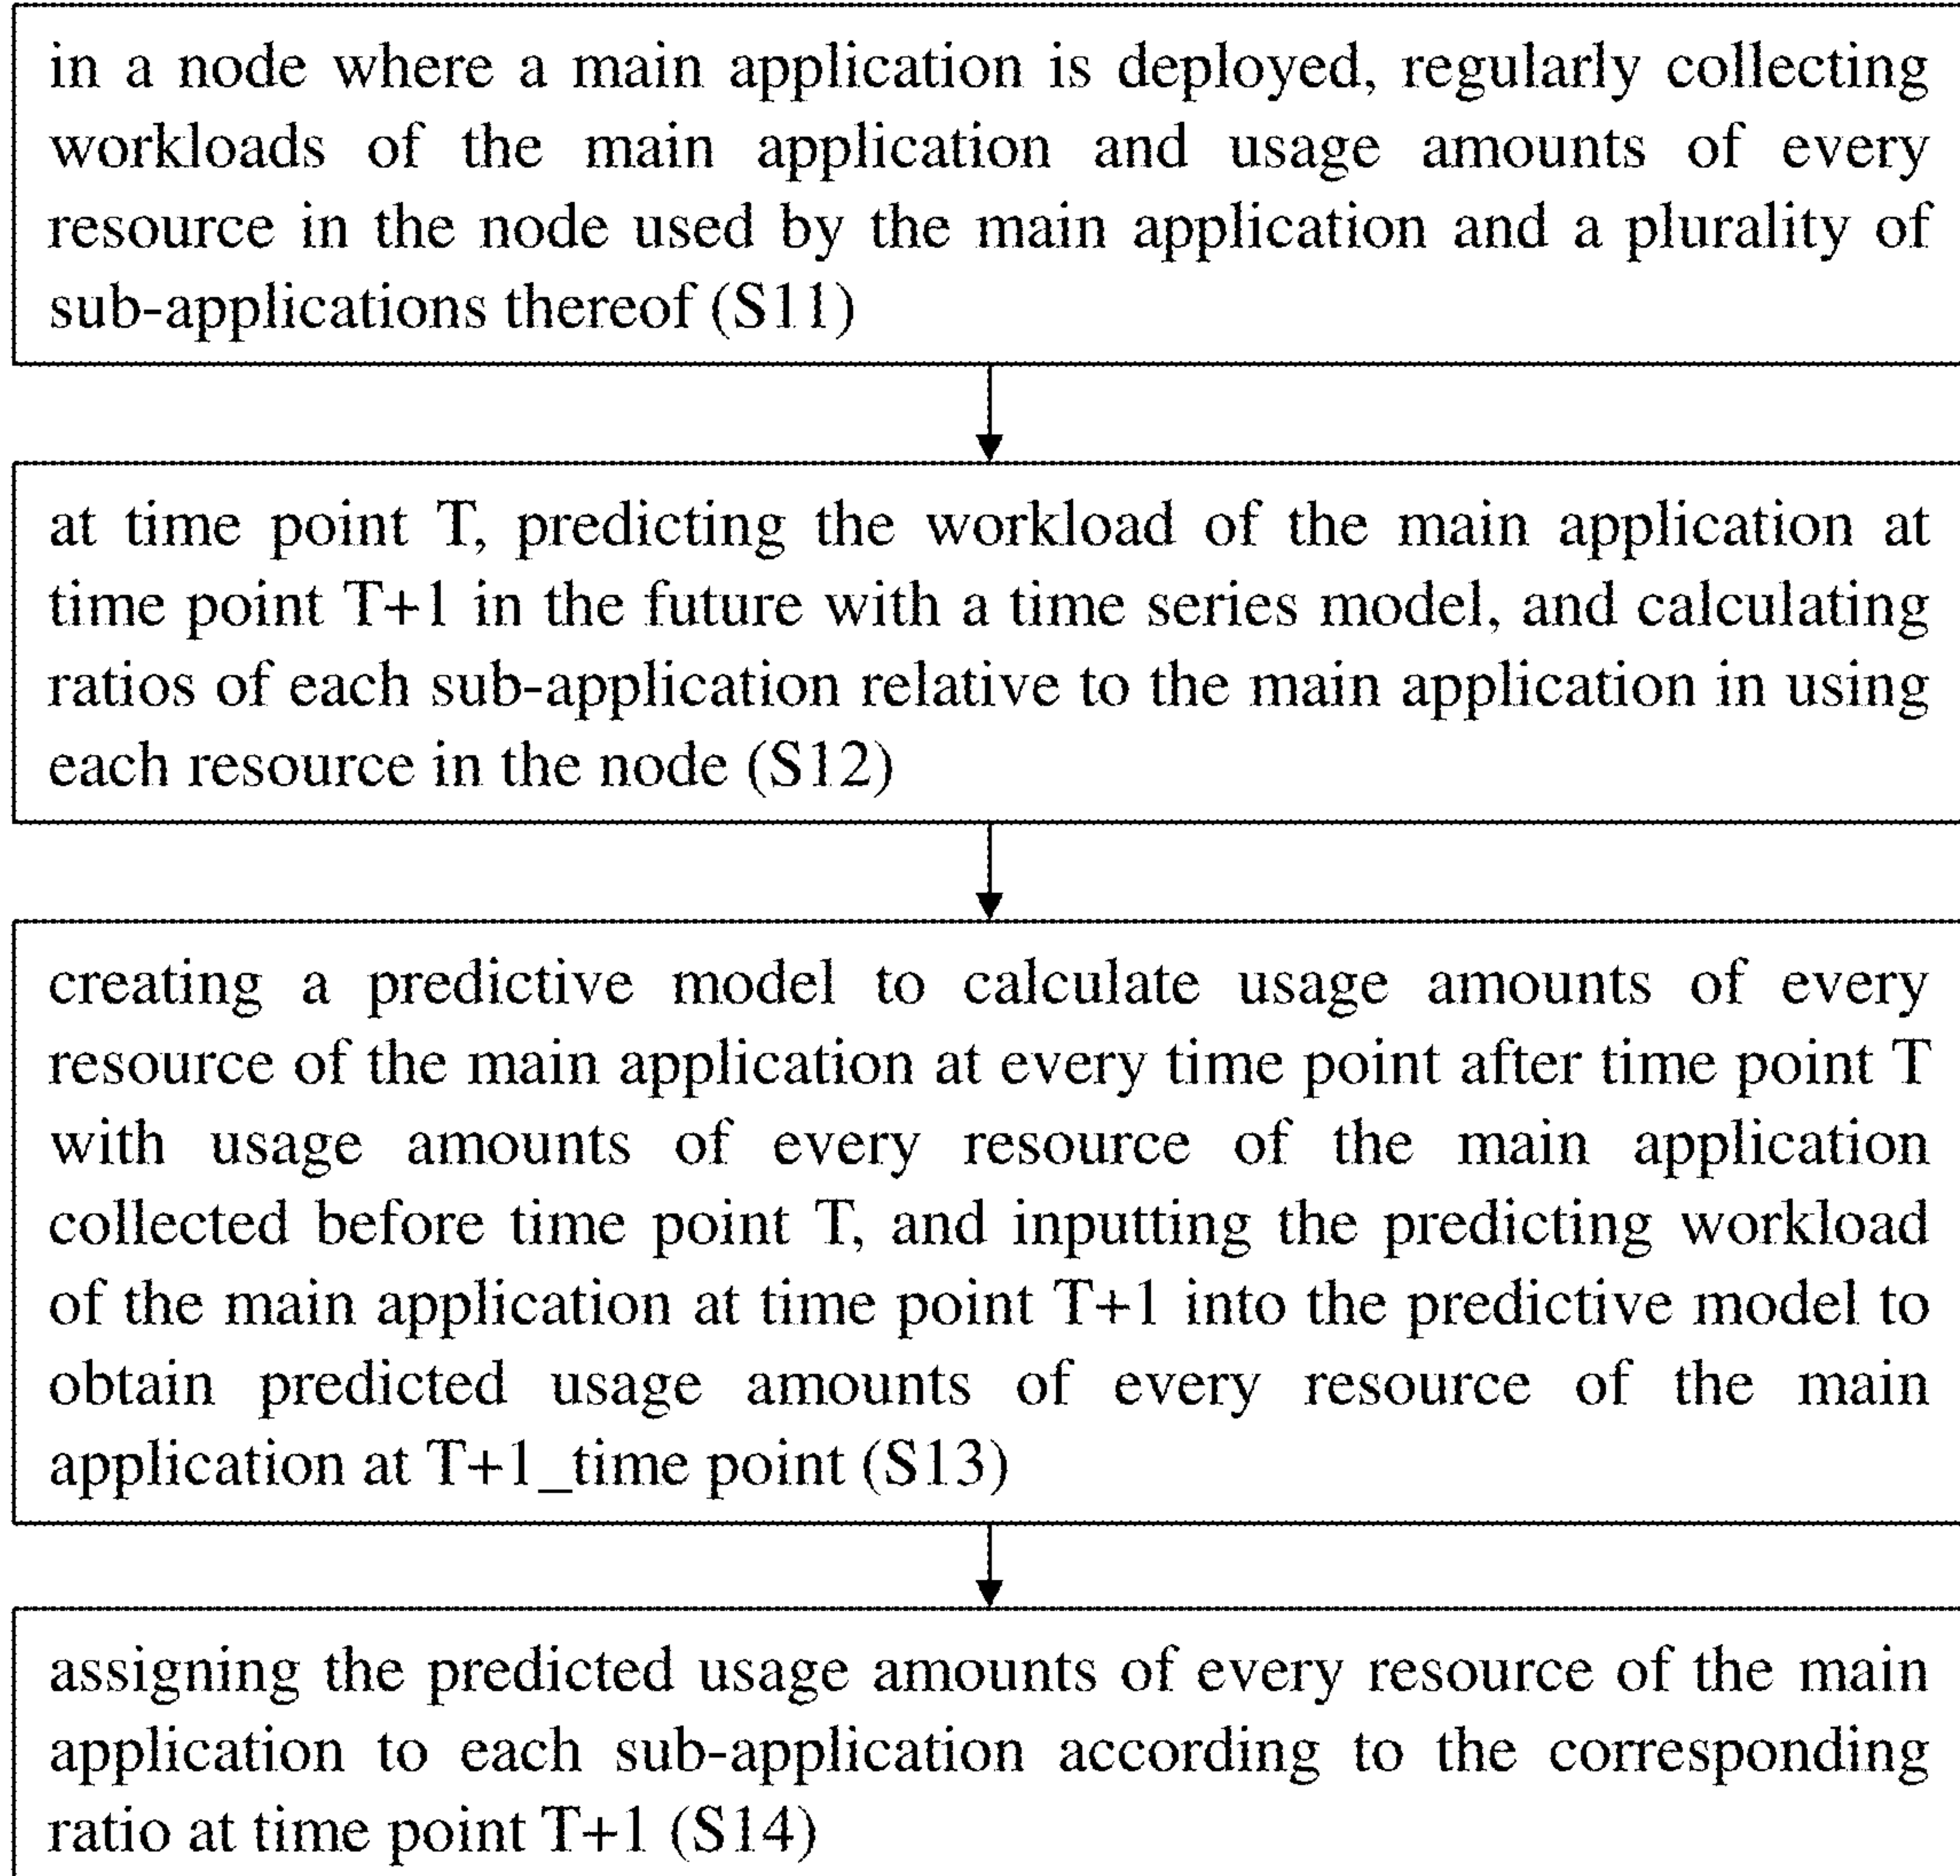 in a node where a main application is deployed, regularly collecting
workloads of the main application and usage amounts of every
resource in the node used by the main application and a plurality of
sub-applications thereof (S11)
at time point T, predicting the workload of the main application at
time point T+1 in the future with a time series model, and calculating
ratios of each sub-application relative to the main application in using
each resource in the node (S12)
creating a predictive model to calculate usage amounts of every
resource of the main application at every time point after time point T
with usage amounts of every resource of the main application
collected before time point T, and inputting the predicting workload
of the main application at time point T+1 into the predictive model to
obtain predicted usage amounts of every resource of the main
application at T+1_time point (S13)
assigning the predicted usage amounts of every resource of the main
application to each sub-application according to the corresponding
ratio at time point T+1 (S14)